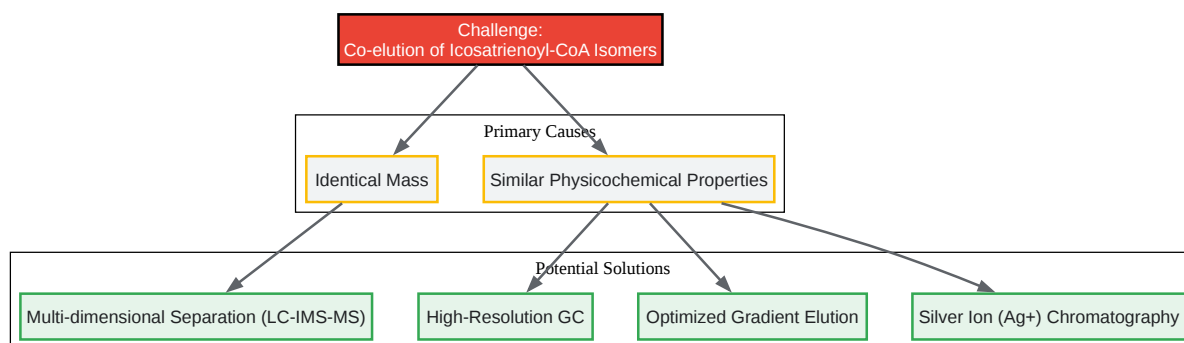 Challenge:
Co-elution of Icosatrienoyl-CoA Isomers
Primary Causes
Identical Mass
Similar Physicochemical Properties
Potential Solutions
Multi-dimensional Separation (LC-IMS-MS)
High-Resolution GC
Optimized Gradient Elution
Silver Ion (Ag+) Chromatography